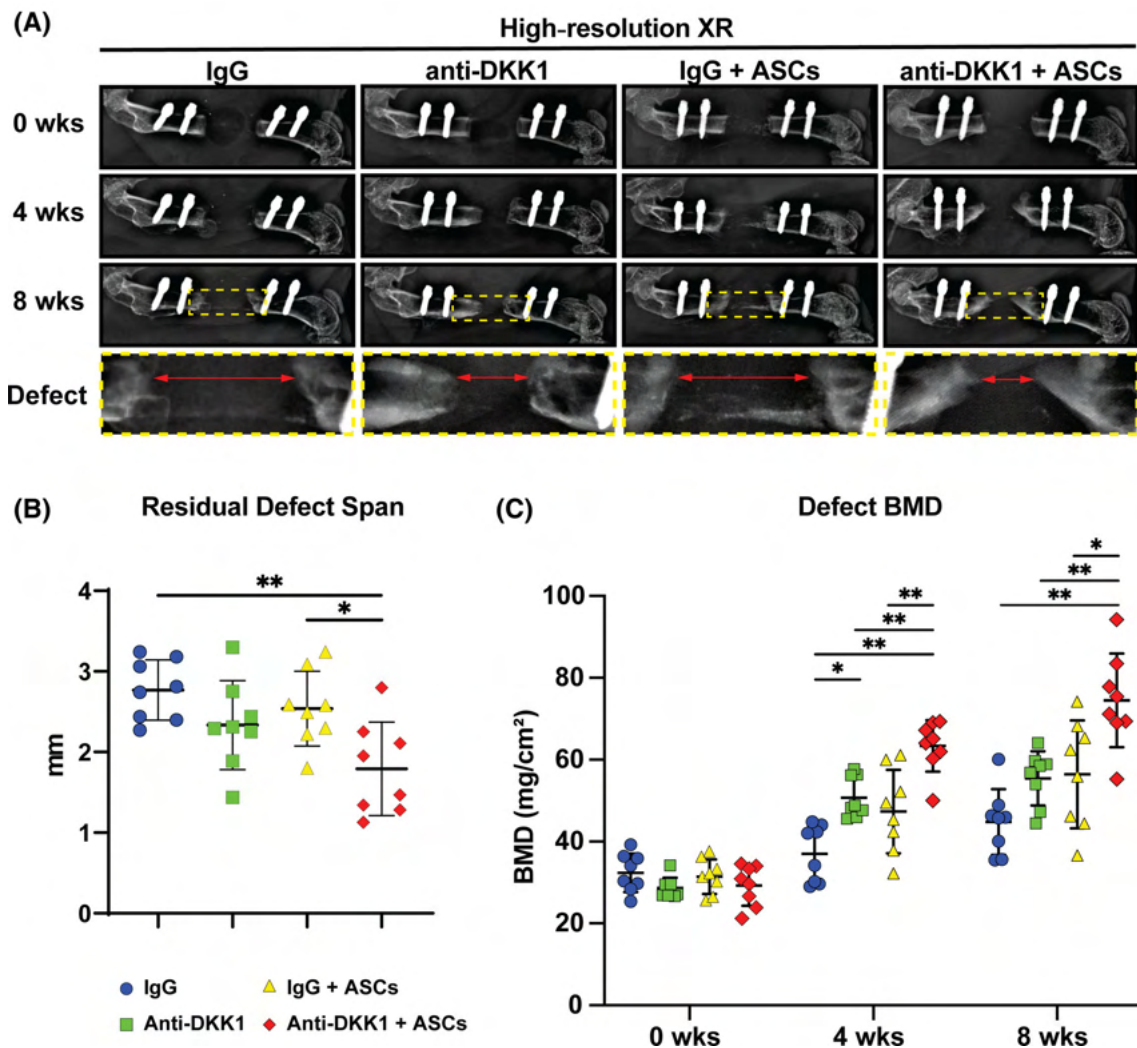 (A)
High-resolution XR
IgG anti-DKK1 IgG + ASCs anti-DKK1 + ASCs
0 wks
4 wks
8 wks
Defect
(B) Residual Defect Span
mm
4
3
2
1
0
** *
IgG
Anti-DKK1
IgG + ASCs
Anti-DKK1 + ASCs
(C) Defect BMD
BMD (mg/cm²)
100
80
60
40
20
0
* ** ** **
* ** **
0 wks 4 wks 8 wks